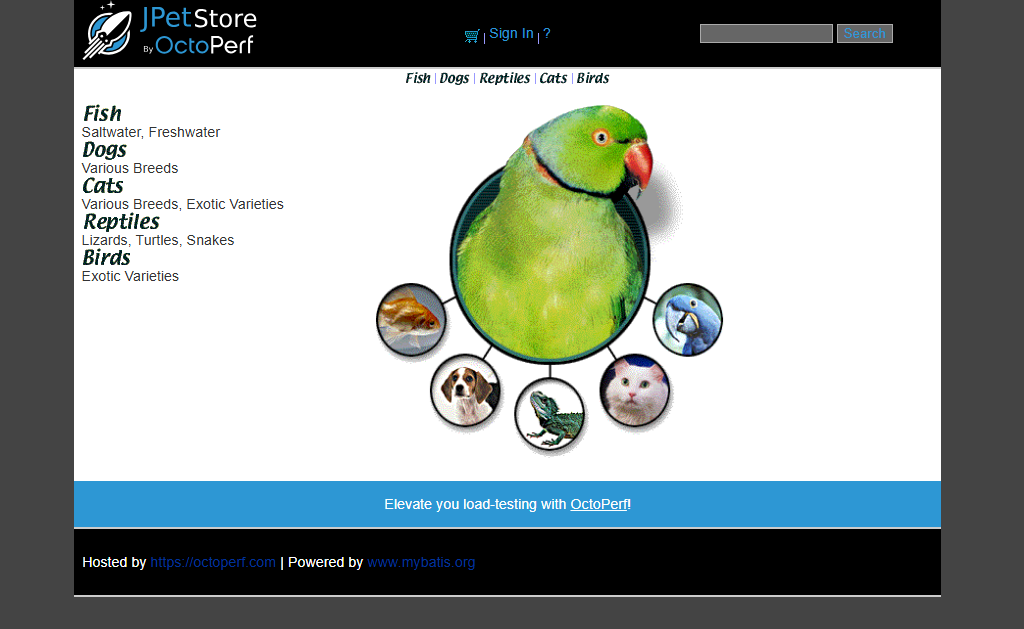 JPetStore
By OctoPerf
Sign In ?
Search
Fish Dogs Reptiles Cats Birds
Fish
Saltwater, Freshwater
Dogs
Various Breeds
Cats
Various Breeds, Exotic Varieties
Reptiles
Lizards, Turtles, Snakes
Birds
Exotic Varieties
Elevate you load-testing with OctoPerf!
Hosted by https://octoperf.com | Powered by www.mybatis.org